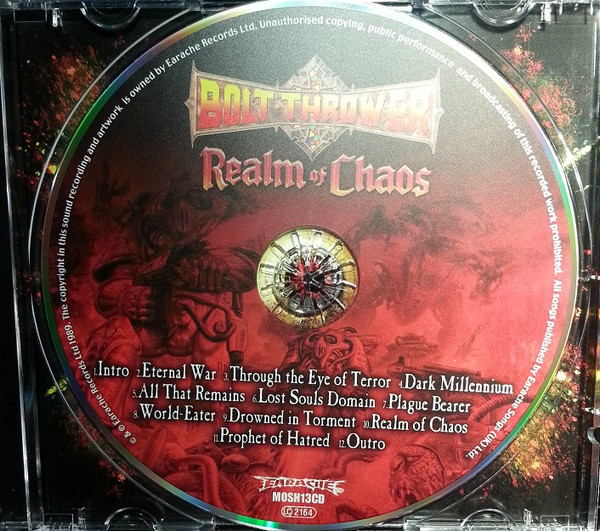 BOLT THROWER
Realm of Chaos
1.Intro 2.Eternal War 3.Through the Eye of Terror 4.Dark Millennium
5.All That Remains 6.Lost Souls Domain 7.Plague Bearer
8.World-Eater 9.Drowned in Torment 10.Realm of Chaos
11.Prophet of Hatred 12.Outro
EARACHE
MOSH13CD
LC 2164
℗ & © Earache Records Ltd 1989. The copyright in this sound recording and artwork is owned by Earache Records Ltd. Unauthorised copying, public performance and broadcasting of this recorded work prohibited. All songs published by Earache Songs (UK) Ltd.